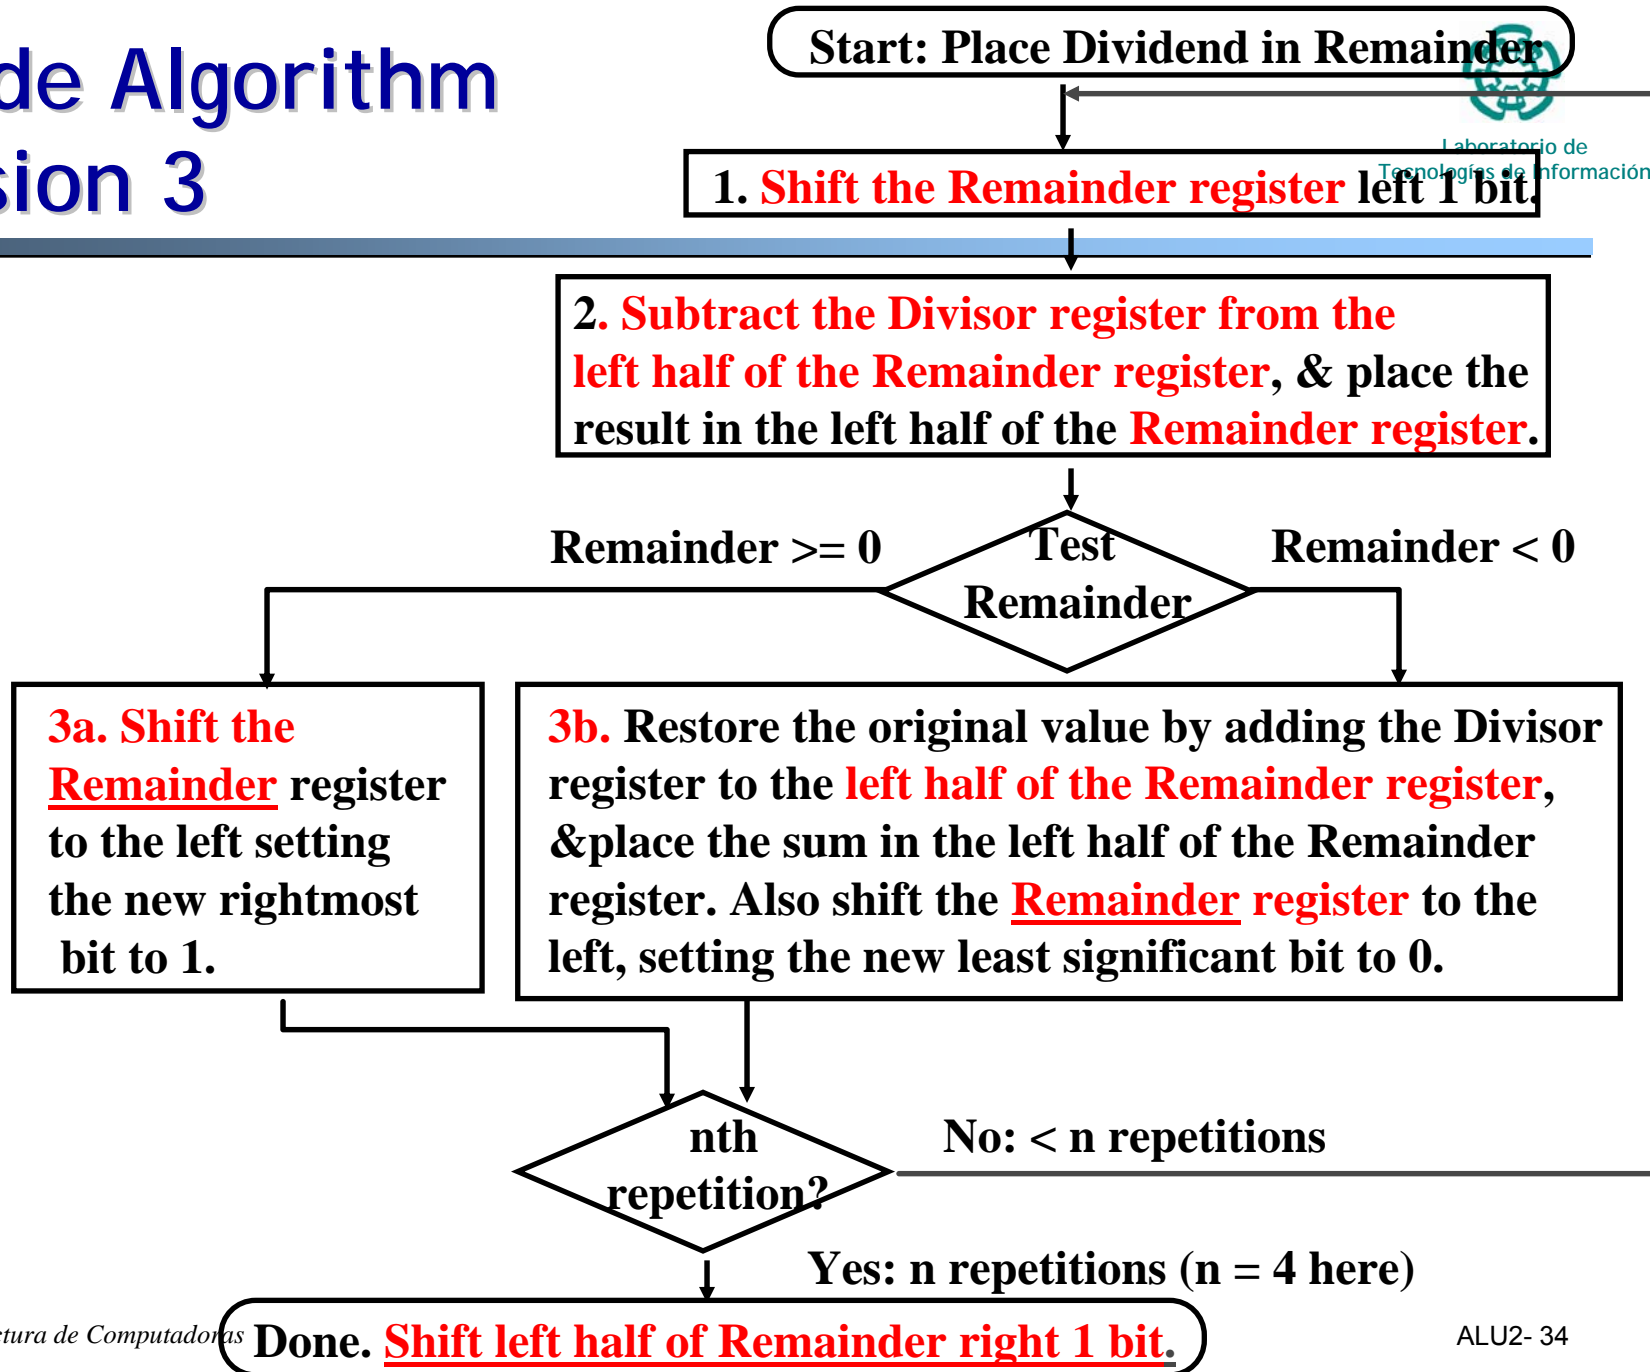 de Algorithm
sion 3
Start: Place Dividend in Remainder
Laboratorio de
Tecnologías de Información
1. Shift the Remainder register left 1 bit.
2. Subtract the Divisor register from the
left half of the Remainder register, & place the
result in the left half of the Remainder register.
Remainder >= 0
Test
Remainder
Remainder < 0
3a. Shift the
Remainder register
to the left setting
the new rightmost
bit to 1.
3b. Restore the original value by adding the Divisor
register to the left half of the Remainder register,
&place the sum in the left half of the Remainder
register. Also shift the Remainder register to the
left, setting the new least significant bit to 0.
nth
repetition?
No: < n repetitions
Yes: n repetitions (n = 4 here)
Done. Shift left half of Remainder right 1 bit.
ctura de Computadoras
ALU2- 34